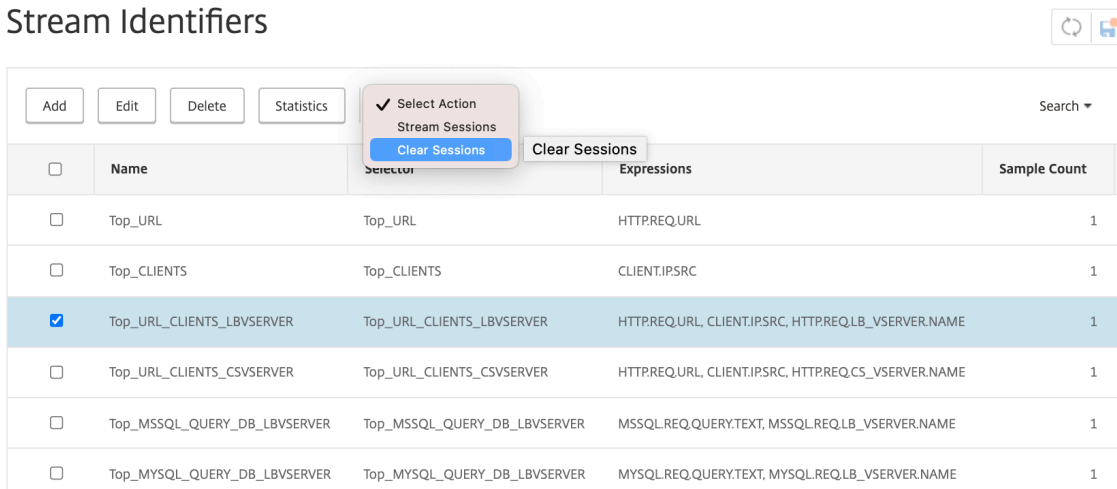 Stream Identifiers
Add Edit Delete Statistics Select Action Search
Stream Sessions
Clear Sessions Clear Sessions
Name Selector Expressions Sample Count
Top_URL Top_URL HTTP.REQ.URL 1
Top_CLIENTS Top_CLIENTS CLIENT.IP.SRC 1
Top_URL_CLIENTS_LBVSERVER Top_URL_CLIENTS_LBVSERVER HTTP.REQ.URL, CLIENT.IP.SRC, HTTP.REQ.LB_VSERVER.NAME 1
Top_URL_CLIENTS_CSVSERVER Top_URL_CLIENTS_CSVSERVER HTTP.REQ.URL, CLIENT.IP.SRC, HTTP.REQ.CS_VSERVER.NAME 1
Top_MSSQL_QUERY_DB_LBVSERVER Top_MSSQL_QUERY_DB_LBVSERVER MSSQL.REQ.QUERY.TEXT, MSSQL.REQ.LB_VSERVER.NAME 1
Top_MYSQL_QUERY_DB_LBVSERVER Top_MYSQL_QUERY_DB_LBVSERVER MYSQL.REQ.QUERY.TEXT, MYSQL.REQ.LB_VSERVER.NAME 1